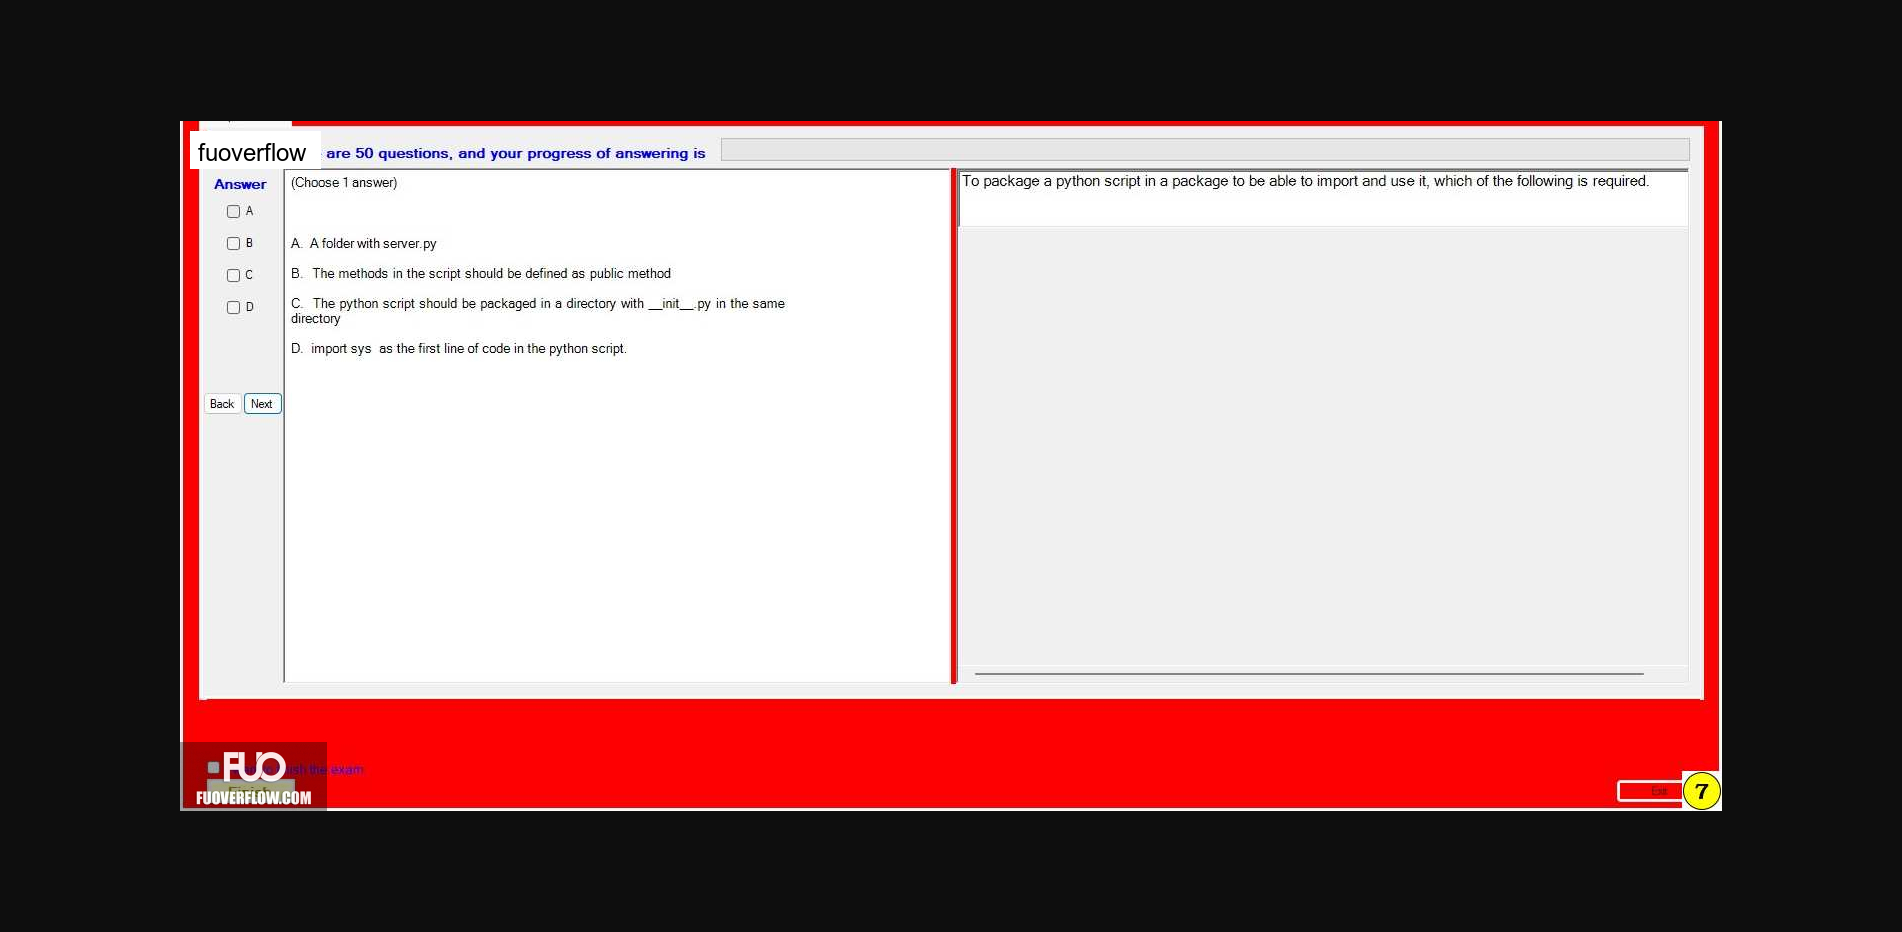 fuoverflow are 50 questions, and your progress of answering is
Answer
(Choose 1 answer)
To package a python script in a package to be able to import and use it, which of the following is required.
A
B
C
D
A. A folder with server.py
B. The methods in the script should be defined as public method
C. The python script should be packaged in a directory with __init__.py in the same
directory
D. import sys as the first line of code in the python script.
Back Next
FUO
the exam
Finish
FUOVERFLOW.COM
Exit
7